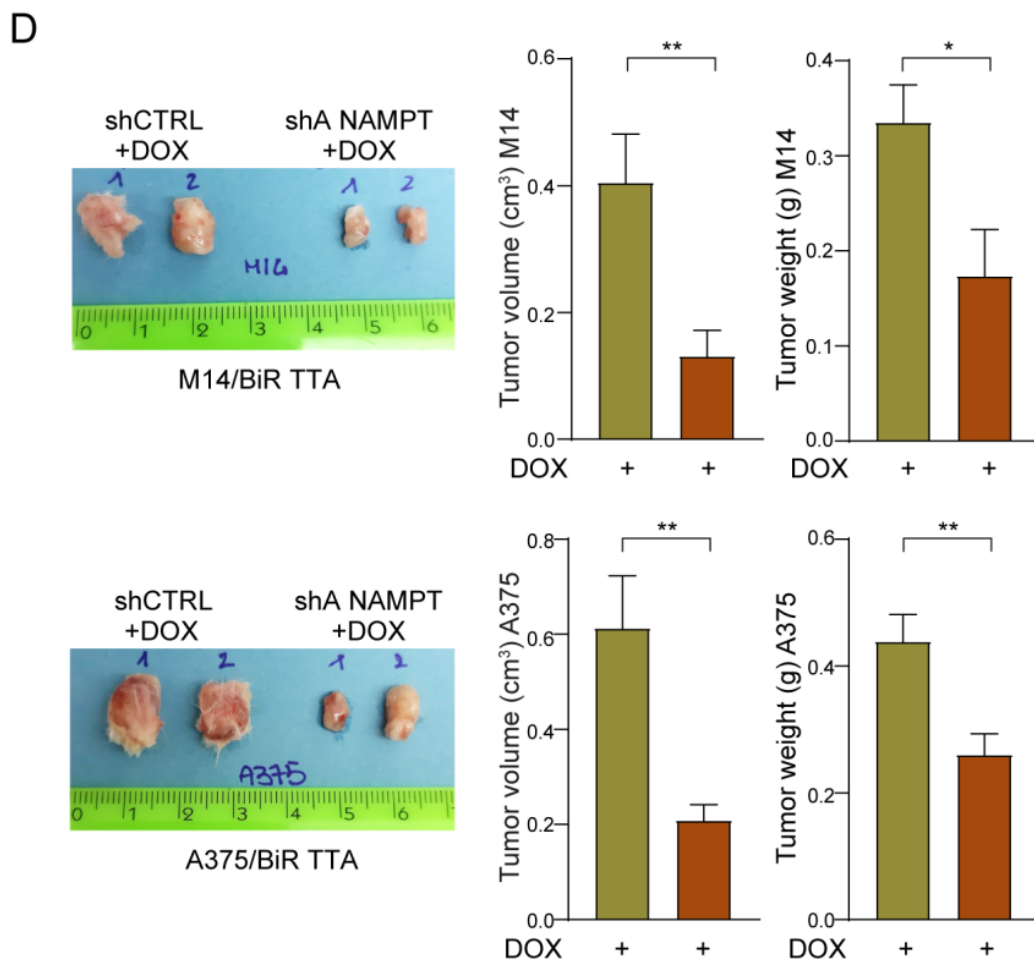 D
shCTRL
+DOX
shA NAMPT
+DOX
1 2 1 2
M14
0 1 2 3 4 5 6
M14/BiR TTA
Tumor volume (cm³) M14
0.6
0.4
0.2
0.0
**
DOX + +
Tumor weight (g) M14
0.4
0.3
0.2
0.1
0.0
*
DOX + +
shCTRL
+DOX
shA NAMPT
+DOX
1 2 1 2
A375
0 1 2 3 4 5 6
A375/BiR TTA
Tumor volume (cm³) A375
0.8
0.6
0.4
0.2
0.0
**
DOX + +
Tumor weight (g) A375
0.6
0.4
0.2
0.0
**
DOX + +